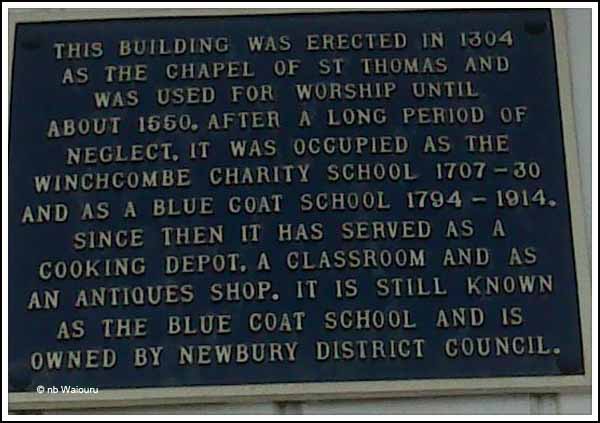 THIS BUILDING WAS ERECTED IN 1304
AS THE CHAPEL OF ST THOMAS AND
WAS USED FOR WORSHIP UNTIL
ABOUT 1550. AFTER A LONG PERIOD OF
NEGLECT, IT WAS OCCUPIED AS THE
WINCHCOMBE CHARITY SCHOOL 1707-30
AND AS A BLUE COAT SCHOOL 1794-1914.
SINCE THEN IT HAS SERVED AS A
COOKING DEPOT, A CLASSROOM AND AS
AN ANTIQUES SHOP. IT IS STILL KNOWN
AS THE BLUE COAT SCHOOL AND IS
OWNED BY NEWBURY DISTRICT COUNCIL.
© nb Waiouru